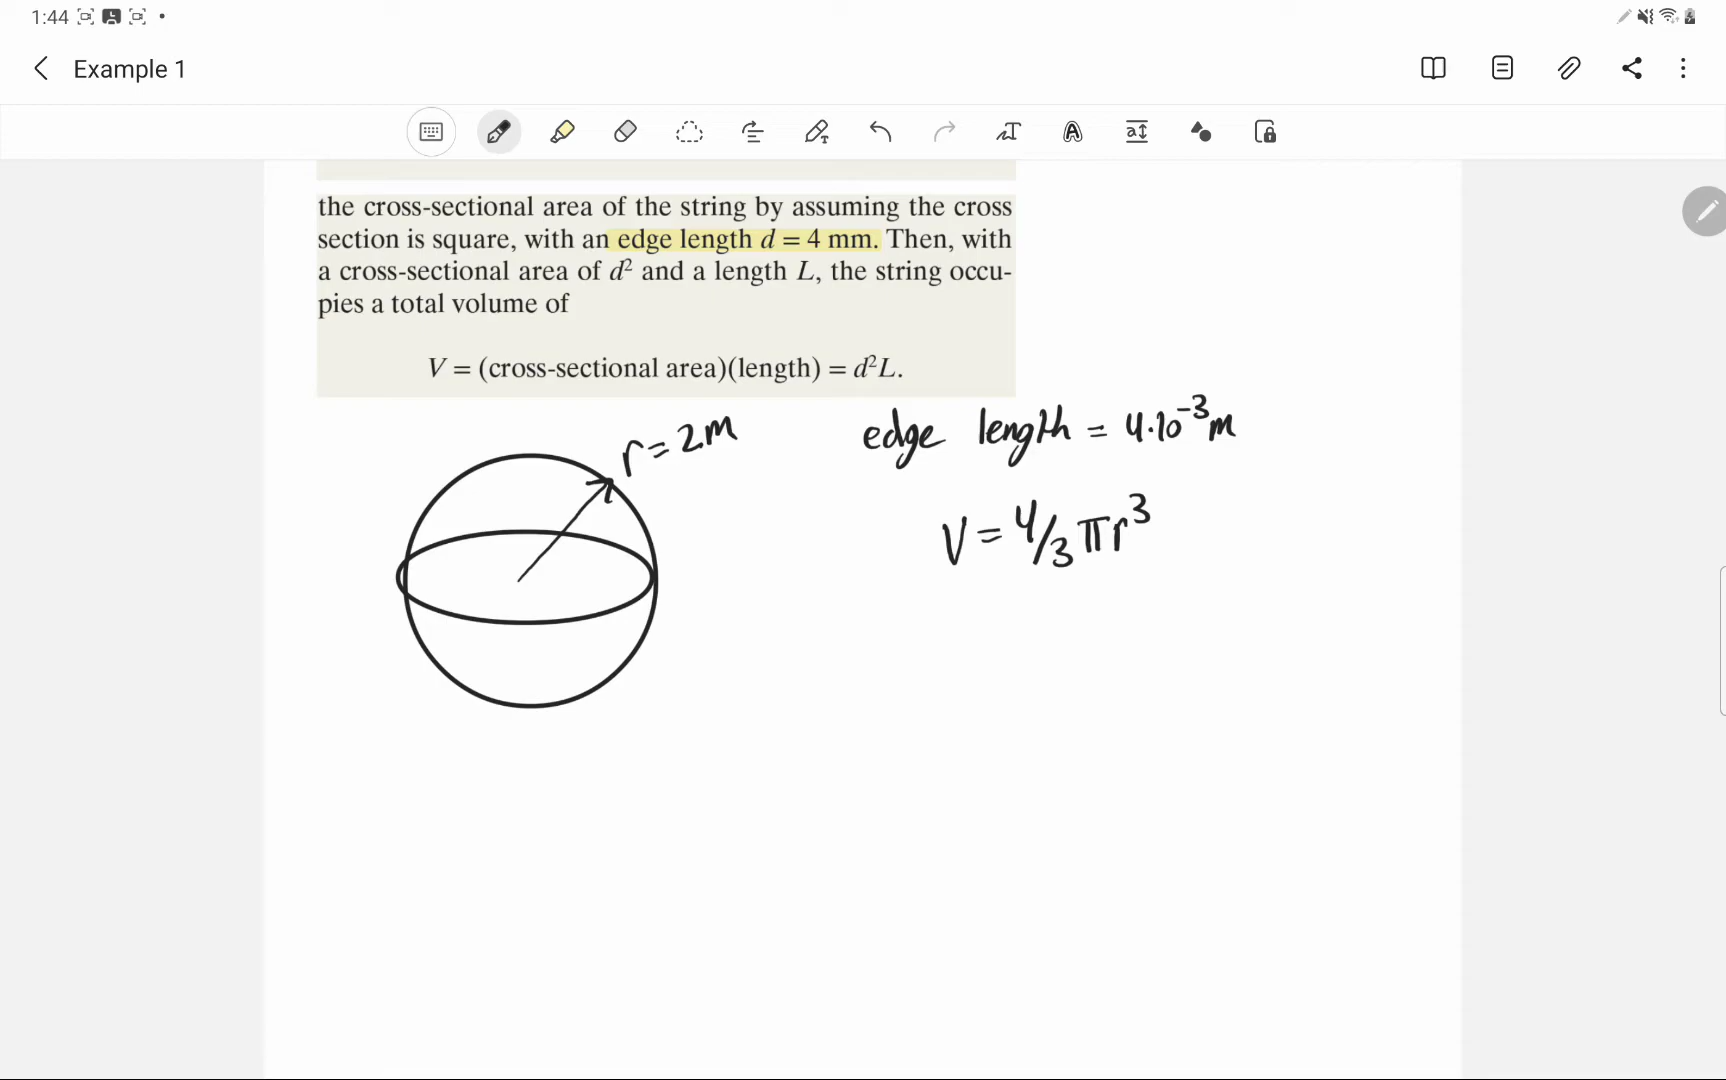 1:44
Example 1
the cross-sectional area of the string by assuming the cross
section is square, with an edge length d = 4 mm. Then, with
a cross-sectional area of d² and a length L, the string occu-
pies a total volume of
V = (cross-sectional area)(length) = d²L.
r = 2m
edge length = 4·10⁻³m
V = 4/3 πr³